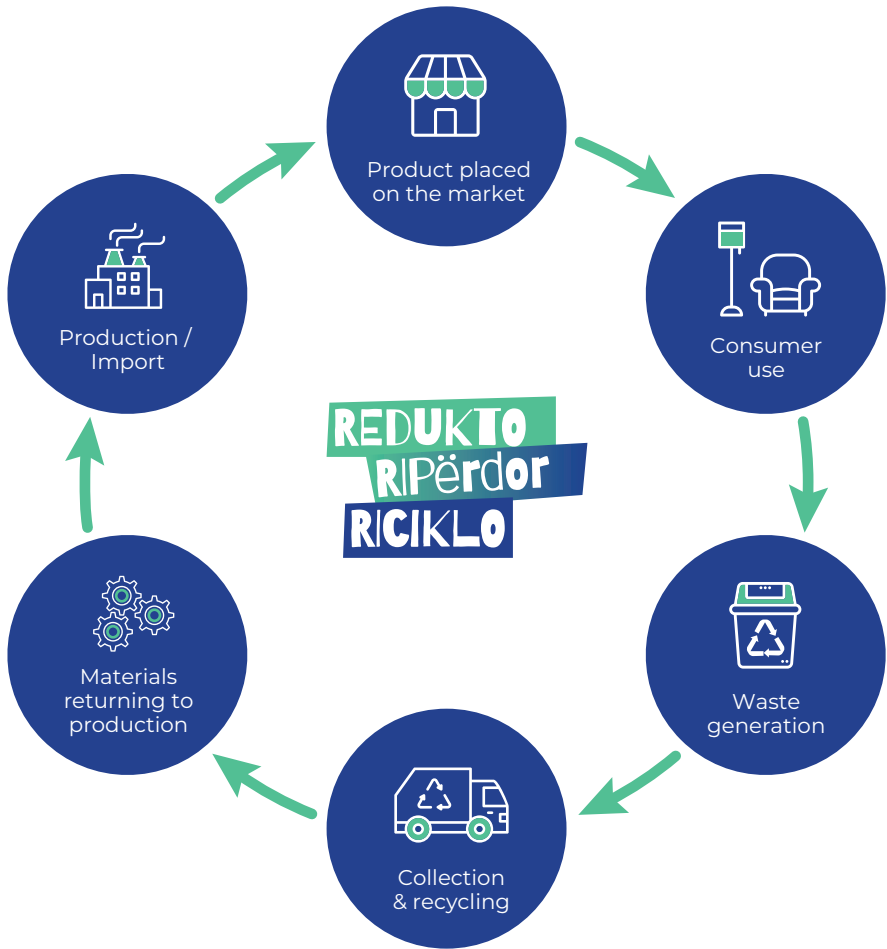 Product placed
on the market
Consumer
use
Waste
generation
Collection
& recycling
Materials
returning to
production
Production /
Import
REDUKTO
RIPërdor
RICIKLO